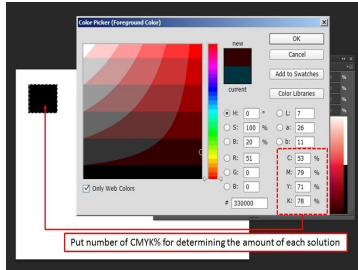 Color Picker (Foreground Color)
new
current
OK
Cancel
Add to Swatches
Color Libraries
H: 0 °
S: 100 %
B: 20 %
R: 51
G: 0
B: 0
# 330000
L: 7
a: 26
b: 11
C: 53 %
M: 79 %
Y: 71 %
K: 78 %
Only Web Colors
%
%
%
%
Put number of CMYK% for determining the amount of each solution